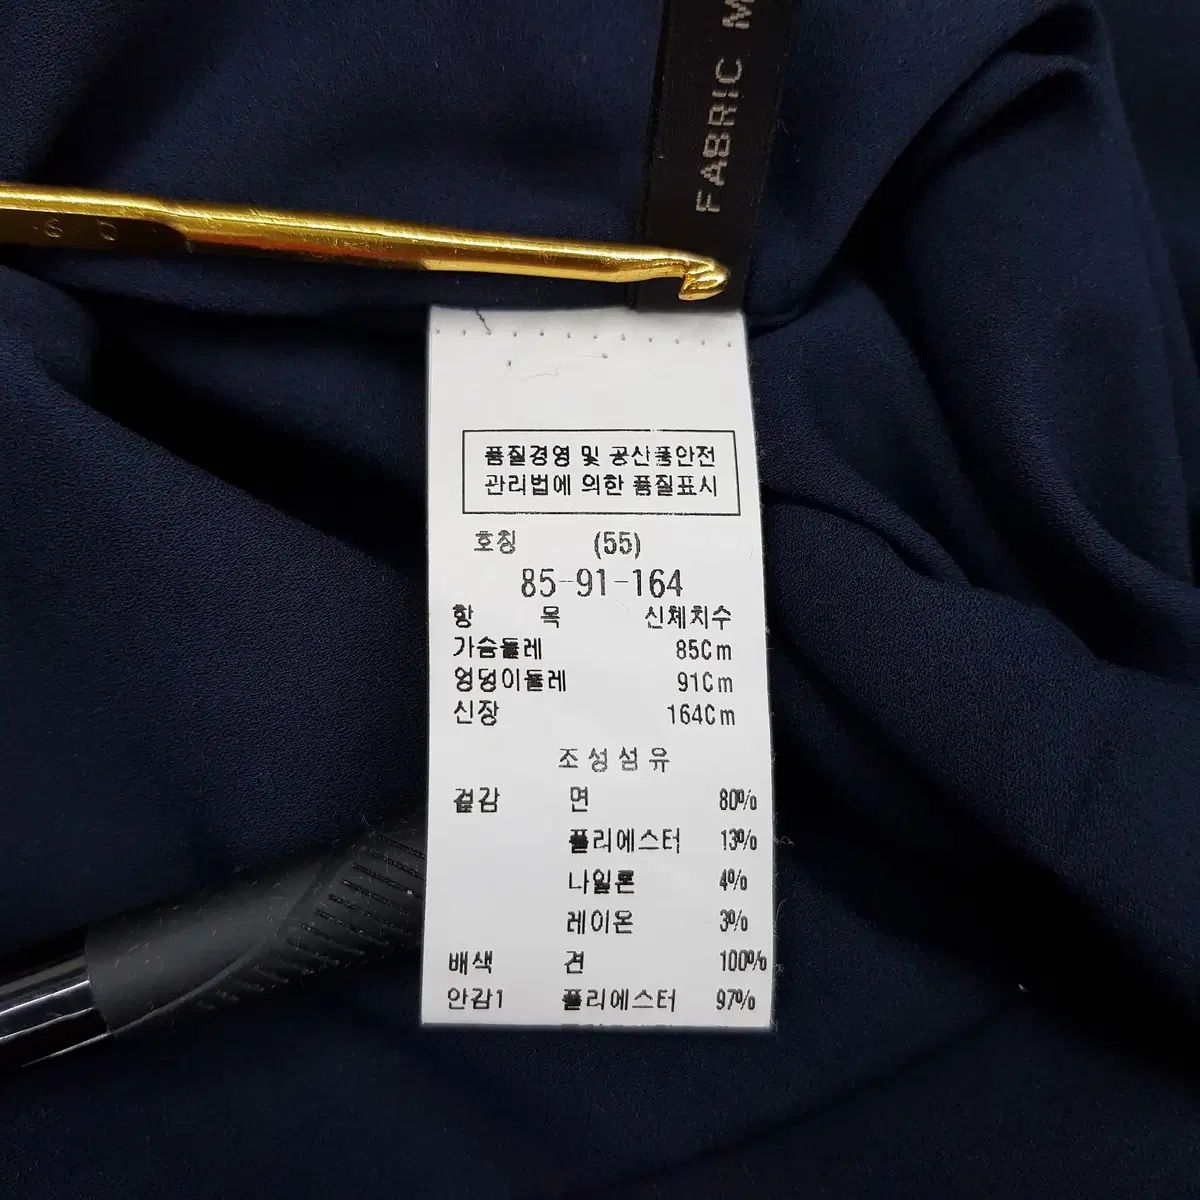 FABRIC M
품질경영 및 공산품안전
관리법에 의한 품질표시
호칭 (55)
85-91-164
항 목 신체치수
가슴둘레 85Cm
엉덩이둘레 91Cm
신장 164Cm
조성섬유
겉감 면 80%
플리에스터 13%
나일론 4%
레이온 3%
배색 견 100%
안감1 플리에스터 97%